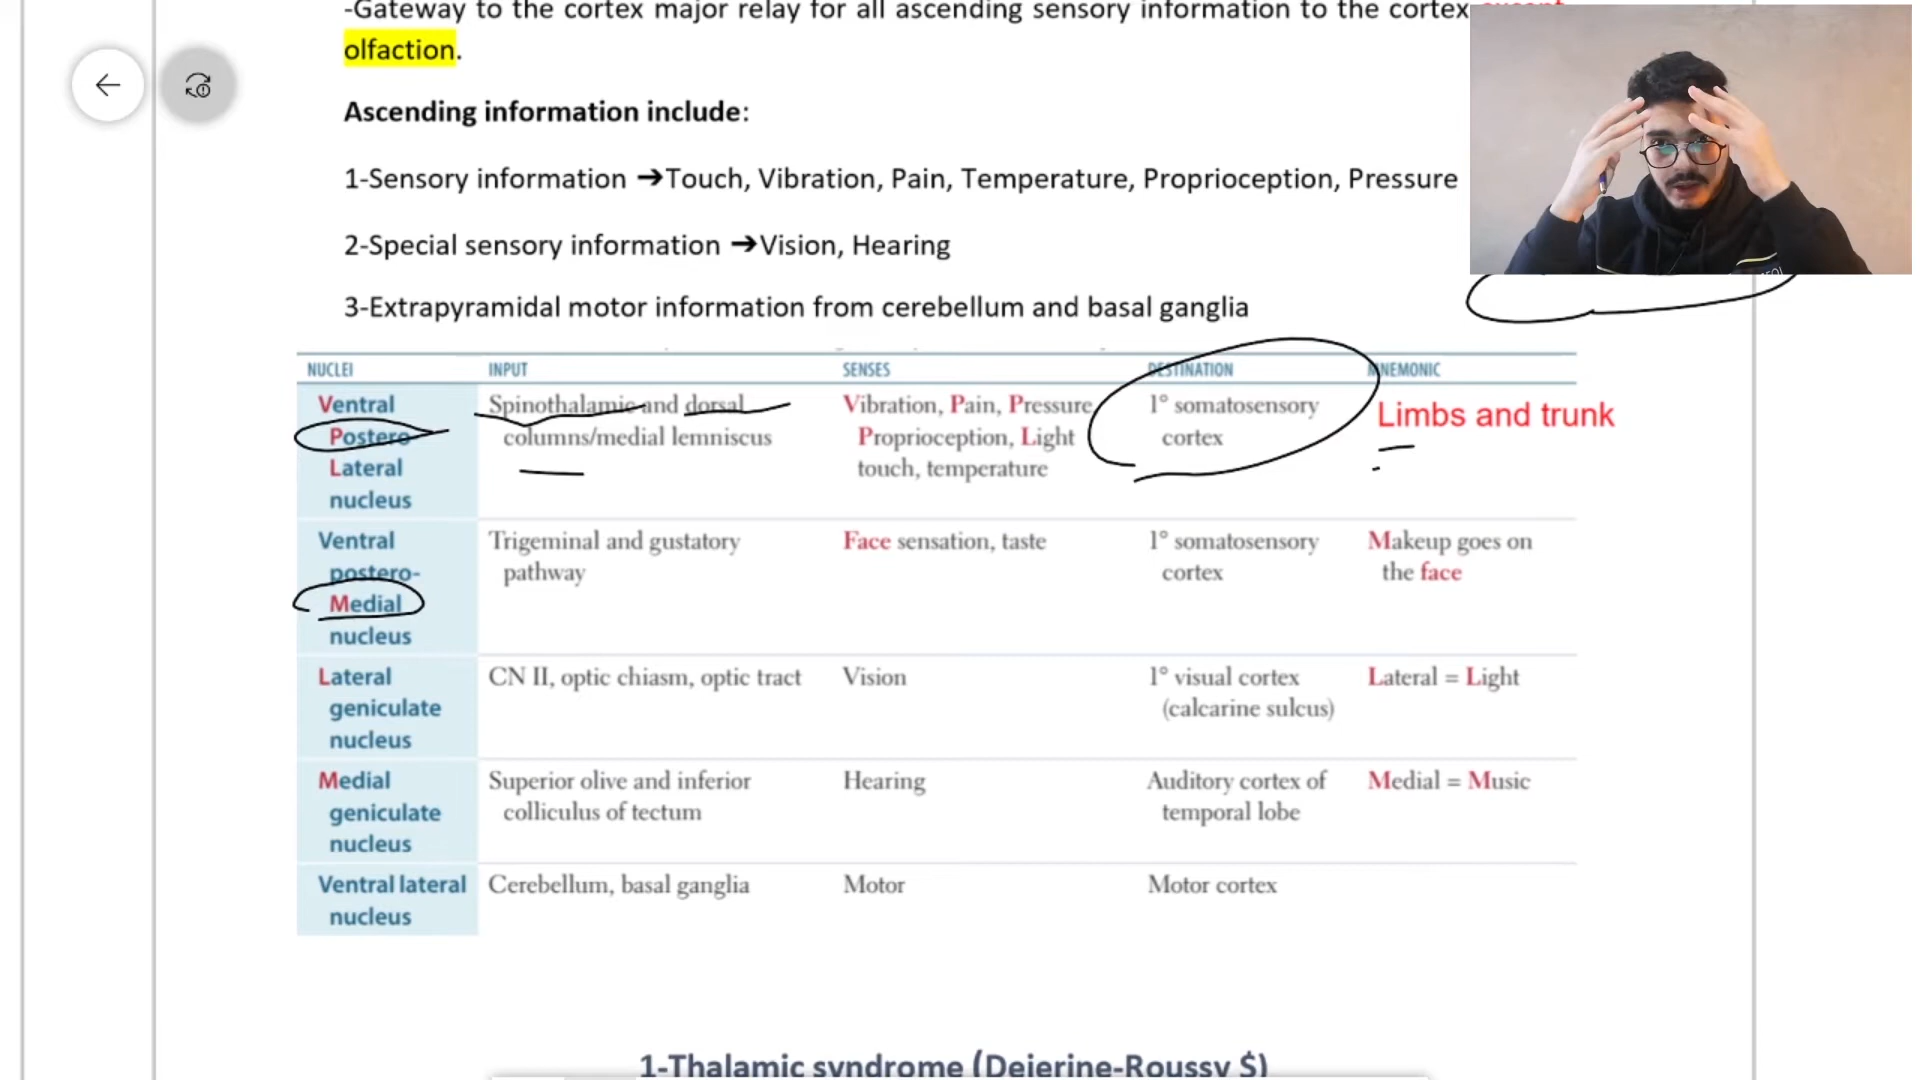 -Gateway to the cortex major relay for all ascending sensory information to the cortex except
olfaction.
Ascending information include:
1-Sensory information ➔Touch, Vibration, Pain, Temperature, Proprioception, Pressure
2-Special sensory information ➔Vision, Hearing
3-Extrapyramidal motor information from cerebellum and basal ganglia
NUCLEI INPUT SENSES DESTINATION MNEMONIC
Ventral Spinothalamic and dorsal Vibration, Pain, Pressure 1° somatosensory Limbs and trunk
Postero- columns/medial lemniscus Proprioception, Light cortex
Lateral touch, temperature
nucleus
Ventral Trigeminal and gustatory Face sensation, taste 1° somatosensory Makeup goes on
postero- pathway cortex the face
Medial
nucleus
Lateral CN II, optic chiasm, optic tract Vision 1° visual cortex Lateral = Light
geniculate (calcarine sulcus)
nucleus
Medial Superior olive and inferior Hearing Auditory cortex of Medial = Music
geniculate colliculus of tectum temporal lobe
nucleus
Ventral lateral Cerebellum, basal ganglia Motor Motor cortex
nucleus
1-Thalamic syndrome (Dejerine-Roussy $)